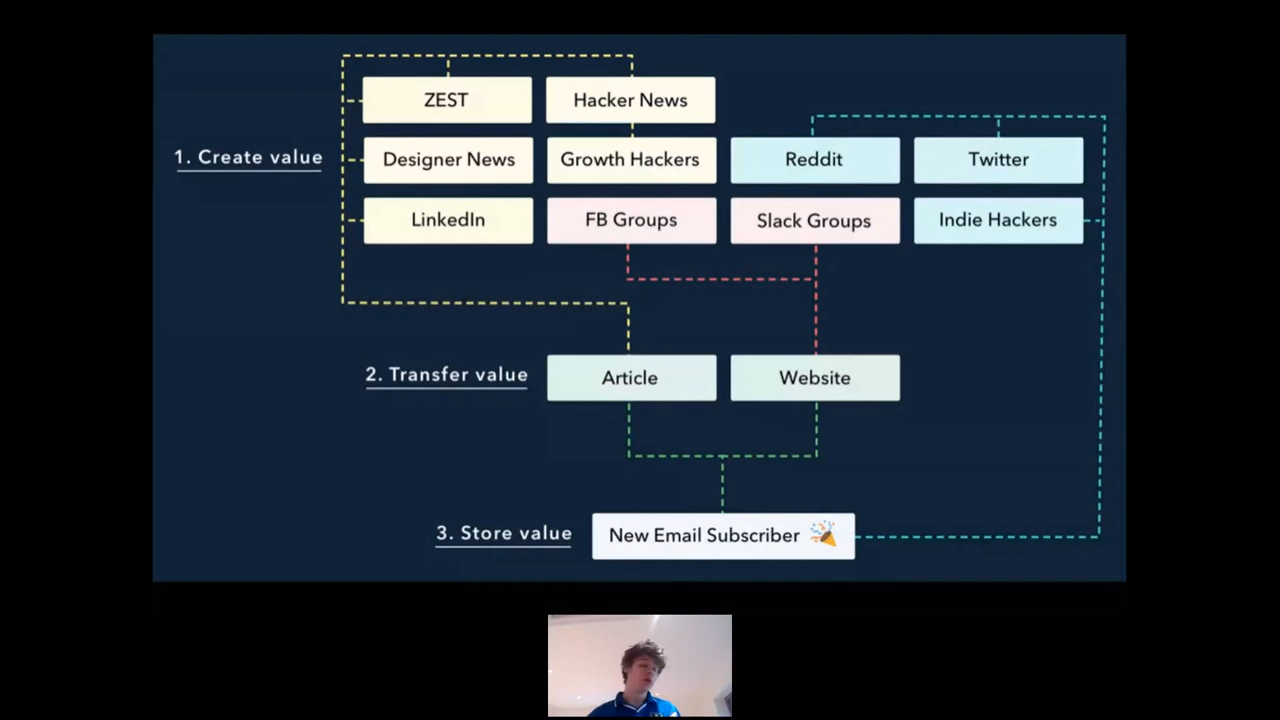 ZEST
Hacker News
1. Create value
Designer News
Growth Hackers
Reddit
Twitter
LinkedIn
FB Groups
Slack Groups
Indie Hackers
2. Transfer value
Article
Website
3. Store value
New Email Subscriber